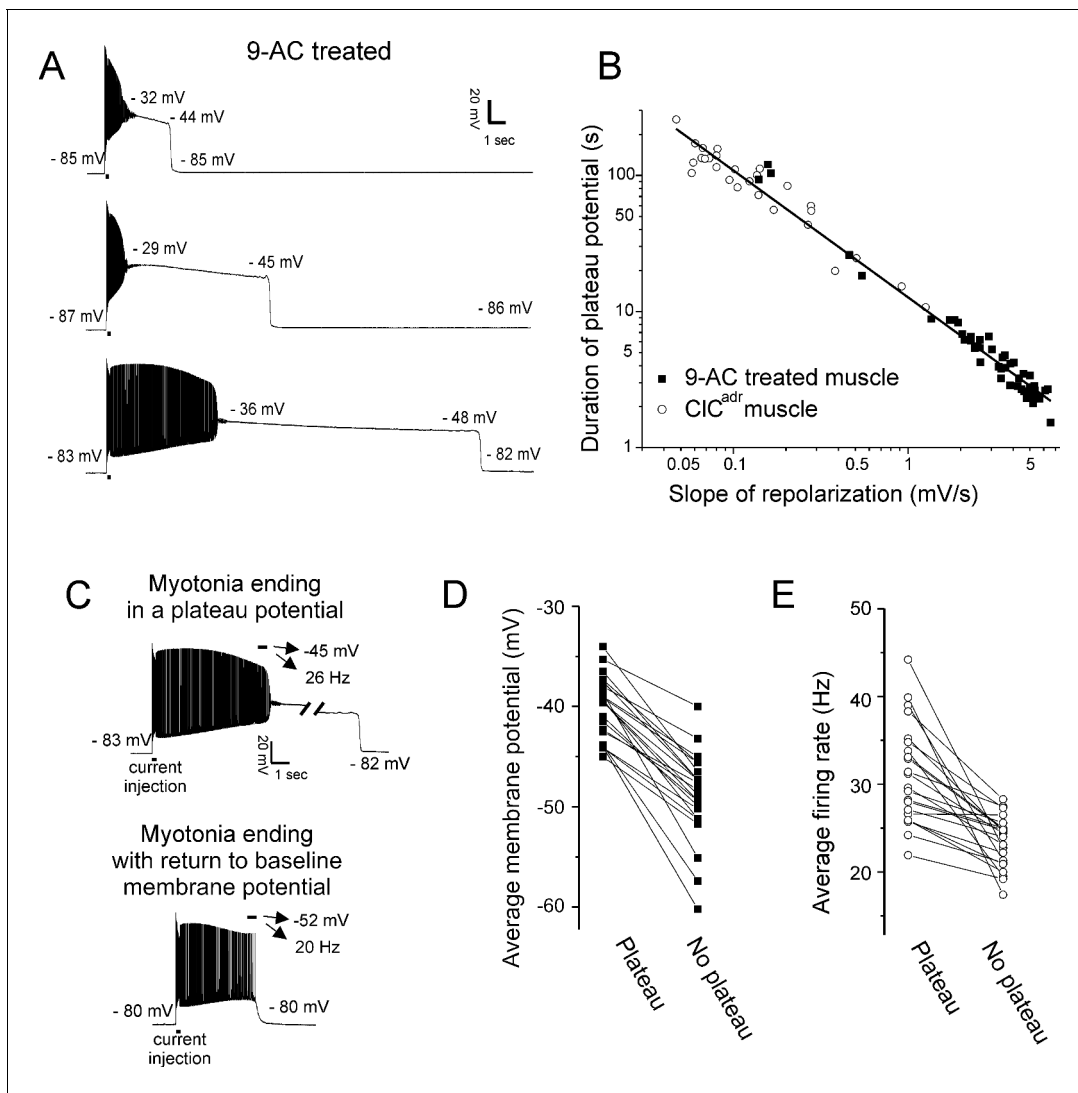 A
9-AC treated
- 32 mV
- 44 mV
20 mV
1 sec
- 85 mV
- 85 mV
- 29 mV
- 45 mV
- 87 mV
- 86 mV
- 36 mV
- 48 mV
- 83 mV
- 82 mV
B
Duration of plateau potential (s)
100
50
10
5
1
9-AC treated muscle
ClCadr muscle
0.05
0.1
0.5
1
5
Slope of repolarization (mV/s)
C
Myotonia ending
in a plateau potential
-45 mV
26 Hz
- 83 mV
20 mV
1 sec
- 82 mV
current
injection
Myotonia ending
with return to baseline
membrane potential
-52 mV
20 Hz
- 80 mV
- 80 mV
current
injection
D
Average membrane potential (mV)
-30
-40
-50
-60
Plateau
No plateau
E
Average firing rate (Hz)
50
40
30
20
Plateau
No plateau